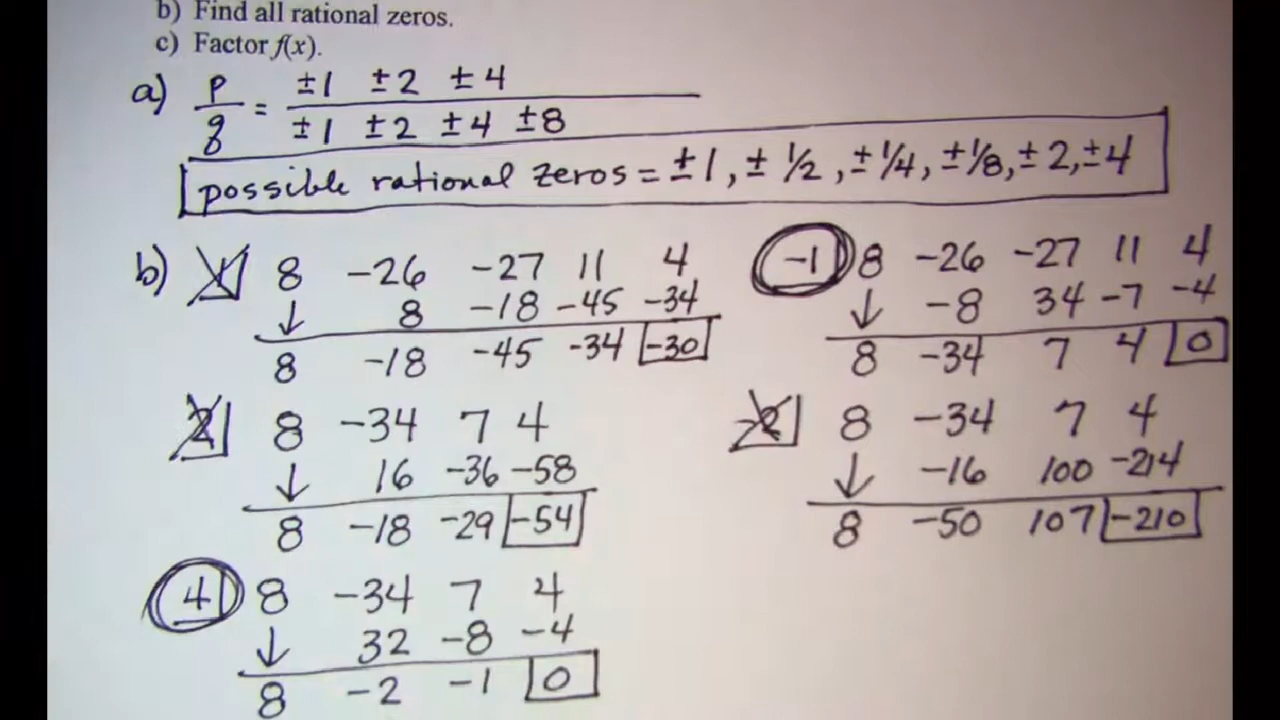 b) Find all rational zeros.
c) Factor f(x).
a) p/q = ±1 ±2 ±4 / ±1 ±2 ±4 ±8
possible rational zeros = ±1, ± 1/2, ± 1/4, ± 1/8, ± 2, ± 4
b) 1 8 -26 -27 11 4
↓ 8 -18 -45 -34
8 -18 -45 -34 -30
-1 8 -26 -27 11 4
↓ -8 34 -7 -4
8 -34 7 4 0
2 8 -34 7 4
↓ 16 -36 -58
8 -18 -29 -54
-2 8 -34 7 4
↓ -16 100 -214
8 -50 107 -210
4 8 -34 7 4
↓ 32 -8 -4
8 -2 -1 0